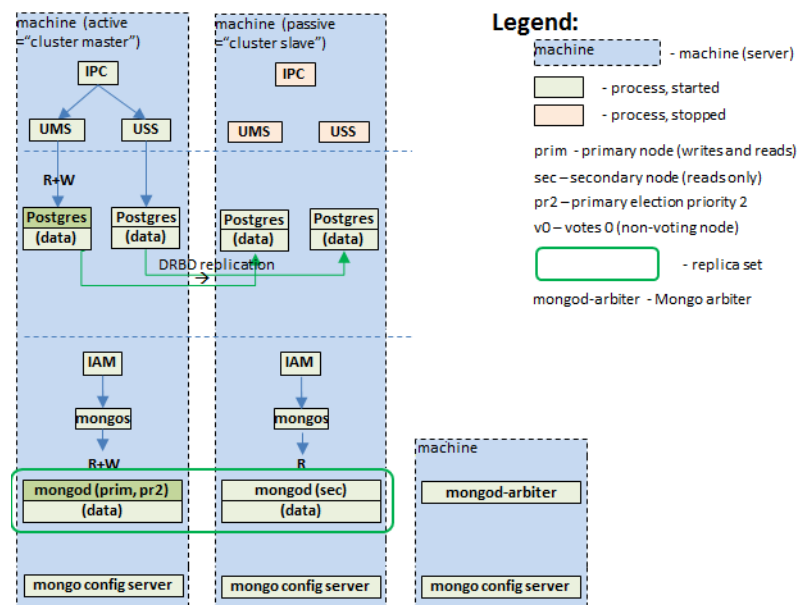 machine (active
="cluster master")
IPC
UMS
USS
R+W
Postgres
(data)
Postgres
(data)
DRBD replication
→
IAM
mongos
R+W
mongod (prim, pr2)
(data)
mongo config server
machine (passive
="cluster slave")
IPC
UMS
USS
Postgres
(data)
Postgres
(data)
IAM
mongos
R
mongod (sec)
(data)
mongo config server
machine
mongod-arbiter
mongo config server
Legend:
machine - machine (server)
- process, started
- process, stopped
prim - primary node (writes and reads)
sec – secondary node (reads only)
pr2 – primary election priority 2
v0 – votes 0 (non-voting node)
- replica set
mongod-arbiter - Mongo arbiter